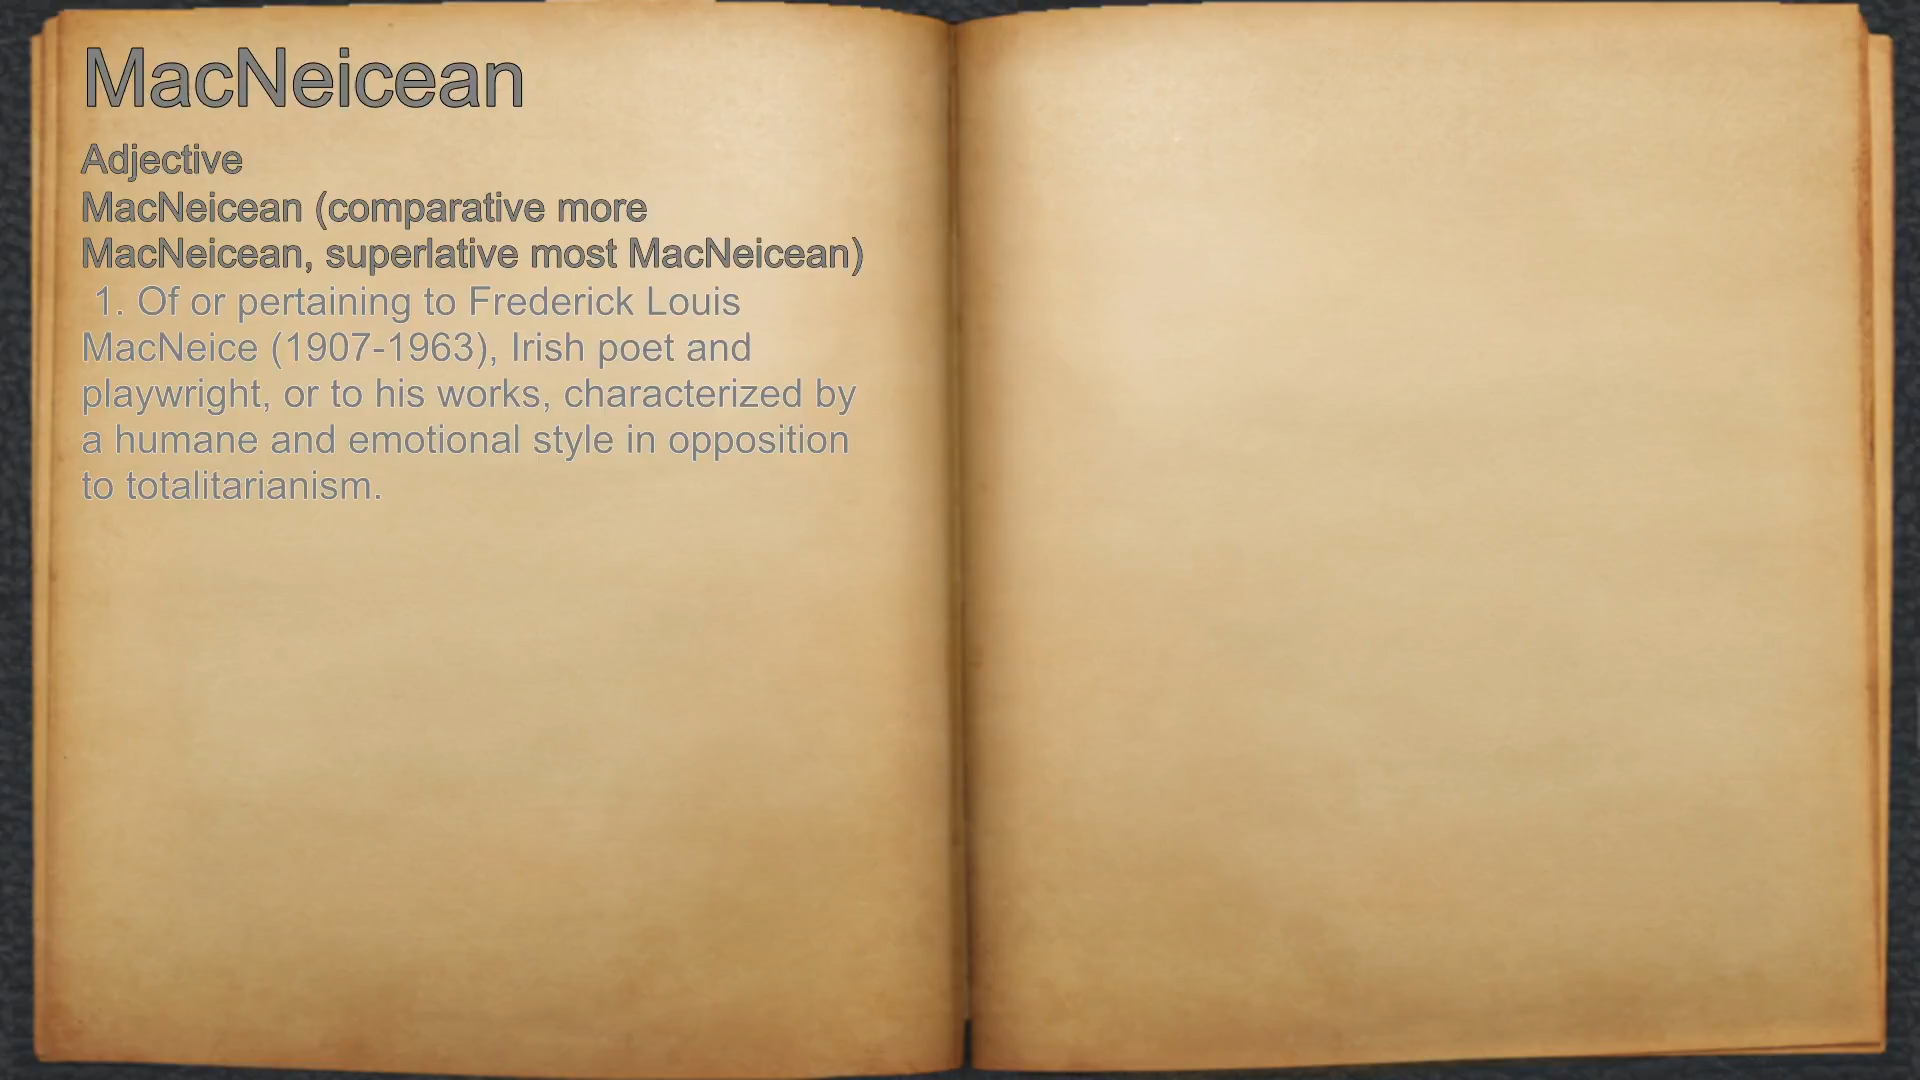 MacNeicean
Adjective
MacNeicean (comparative more
MacNeicean, superlative most MacNeicean)
1. Of or pertaining to Frederick Louis
MacNeice (1907-1963), Irish poet and
playwright, or to his works, characterized by
a humane and emotional style in opposition
to totalitarianism.